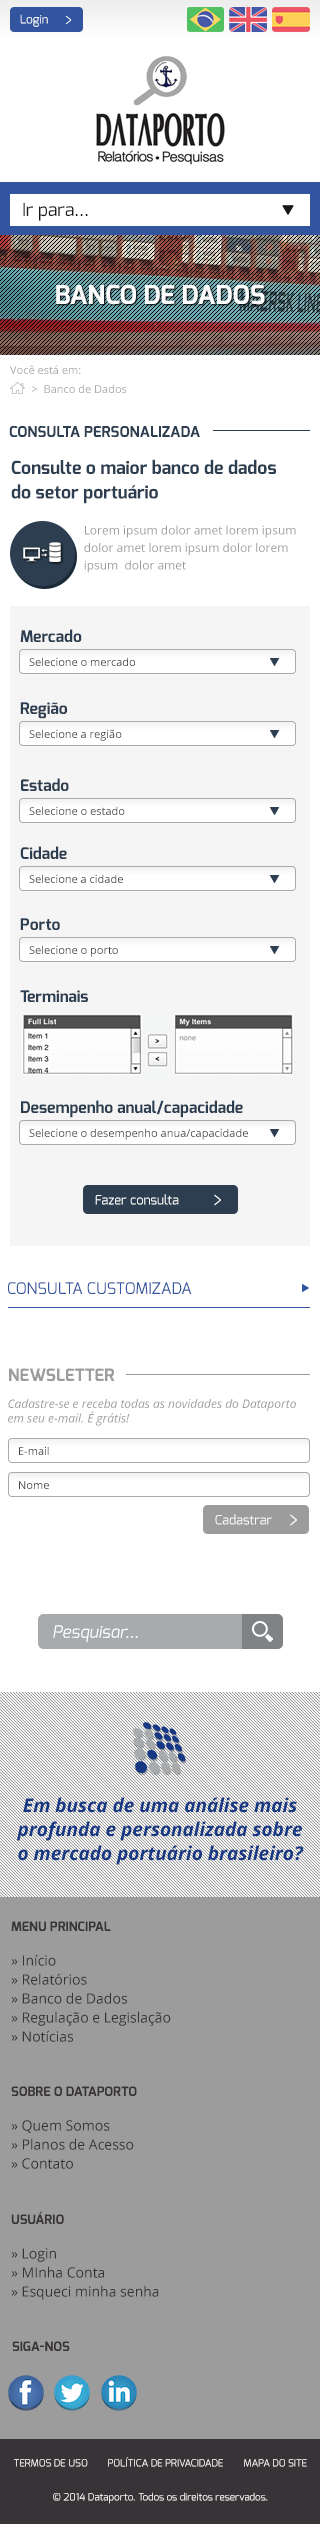 Login
DATAPORTO
Relatórios • Pesquisas
Ir para...
BANCO DE DADOS
MAERSK LINE
Você está em:
> Banco de Dados
CONSULTA PERSONALIZADA
Consulte o maior banco de dados
do setor portuário
Lorem ipsum dolor amet lorem ipsum
dolor amet lorem ipsum dolor lorem
ipsum dolor amet
Mercado
Selecione o mercado
Região
Selecione a região
Estado
Selecione o estado
Cidade
Selecione a cidade
Porto
Selecione o porto
Terminais
Full List
Item 1
Item 2
Item 3
Item 4
>
<
My Items
none
Desempenho anual/capacidade
Selecione o desempenho anua/capacidade
Fazer consulta
CONSULTA CUSTOMIZADA
NEWSLETTER
Cadastre-se e receba todas as novidades do Dataporto
em seu e-mail. É grátis!
E-mail
Nome
Cadastrar
Pesquisar...
Em busca de uma análise mais
profunda e personalizada sobre
o mercado portuário brasileiro?
MENU PRINCIPAL
» Início
» Relatórios
» Banco de Dados
» Regulação e Legislação
» Notícias
SOBRE O DATAPORTO
» Quem Somos
» Planos de Acesso
» Contato
USUÁRIO
» Login
» MInha Conta
» Esqueci minha senha
SIGA-NOS
TERMOS DE USO POLÍTICA DE PRIVACIDADE MAPA DO SITE
© 2014 Dataporto. Todos os direitos reservados.